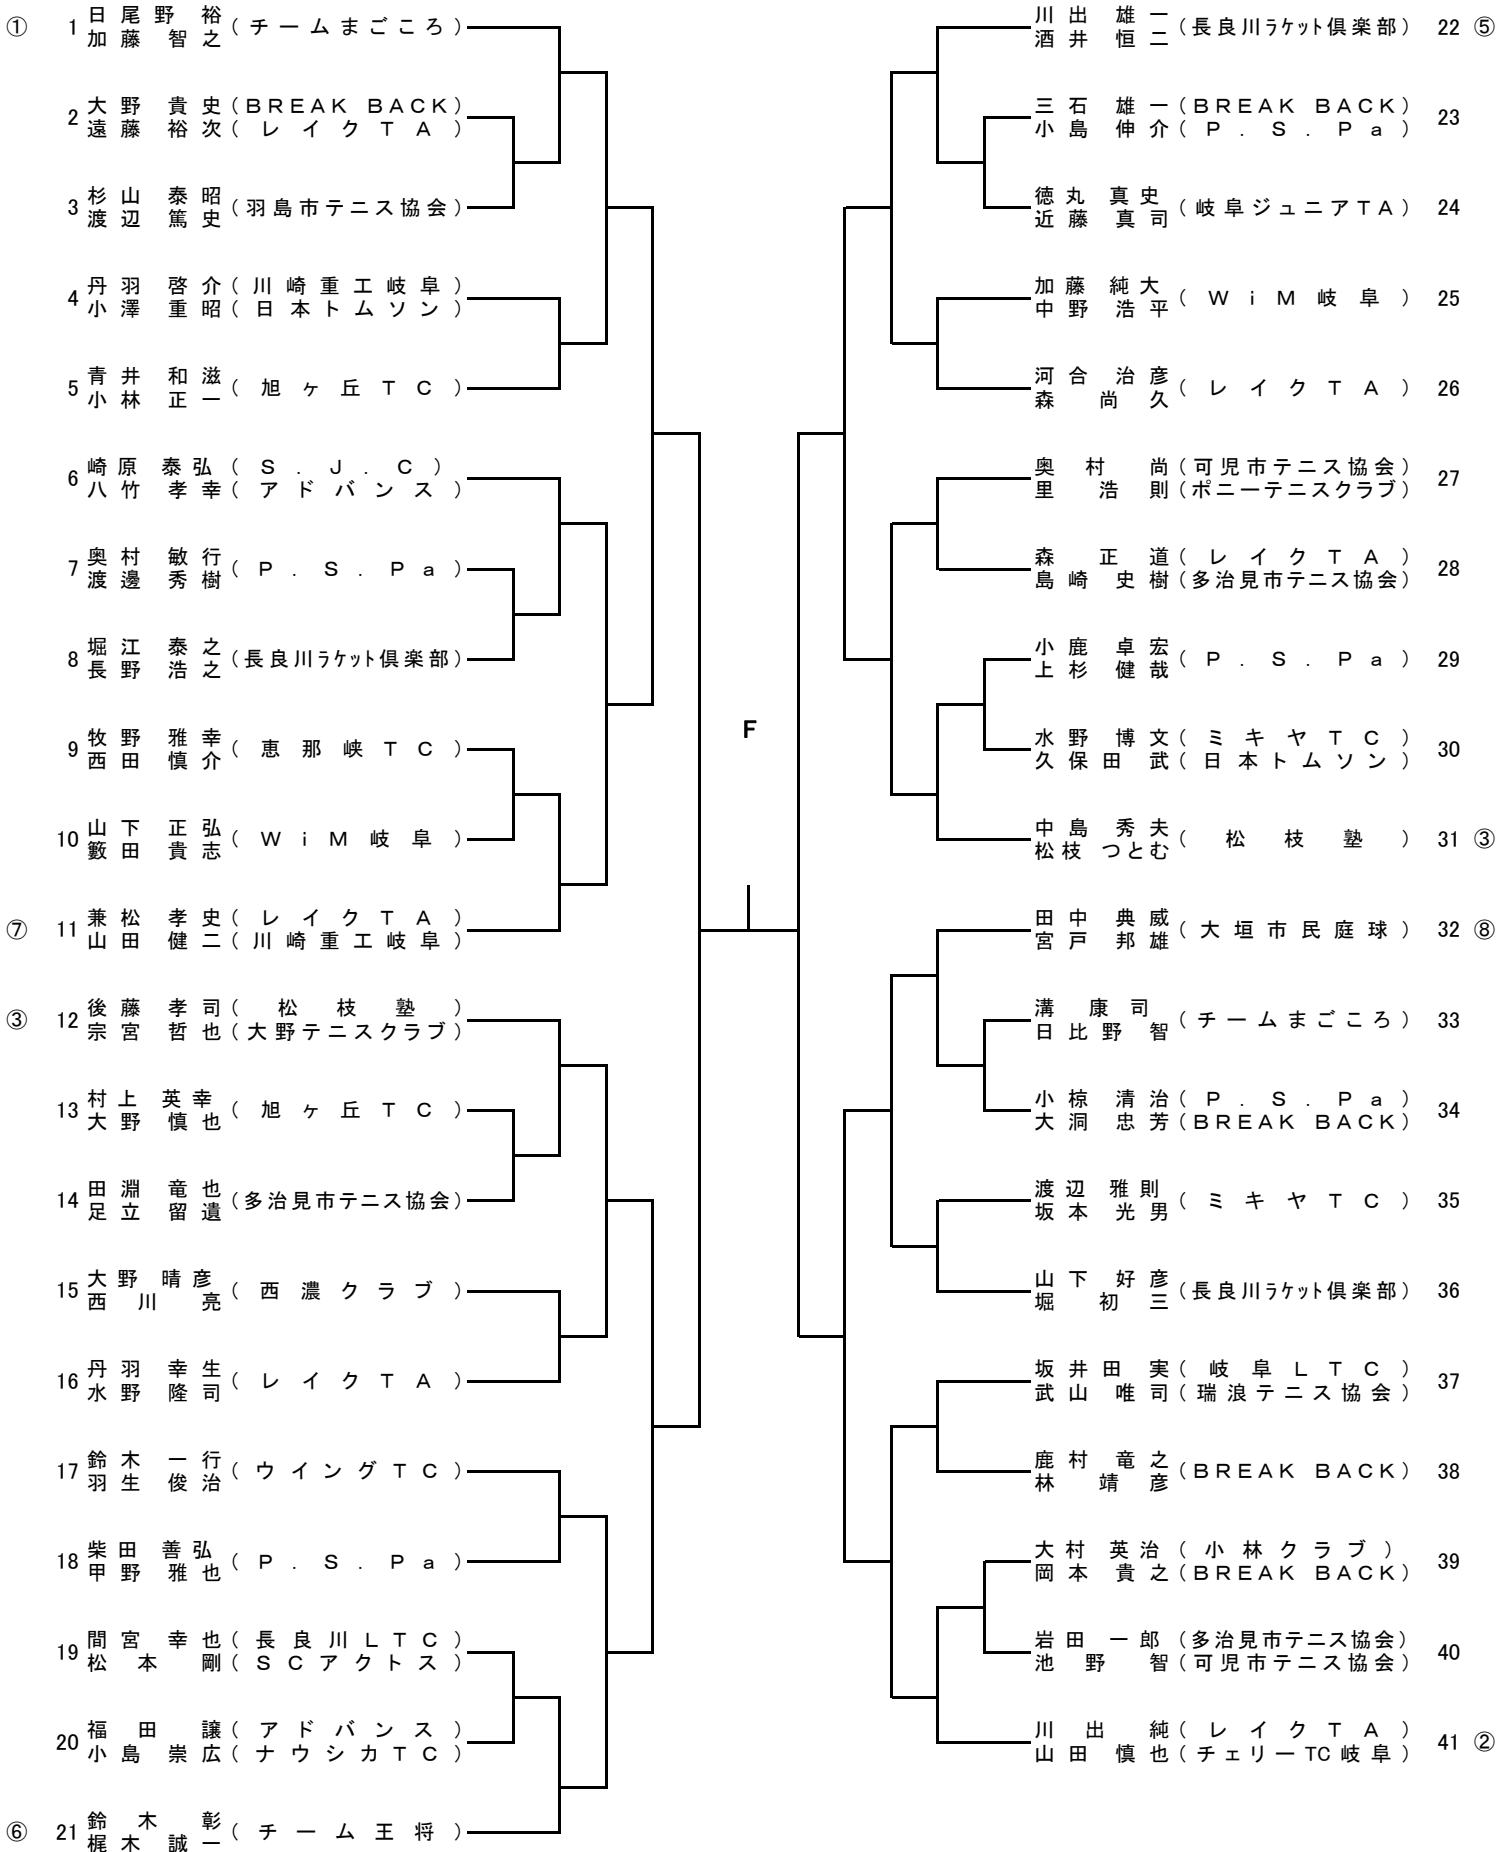 ① 1 日尾野 裕 (チームまごころ)
加藤 智之
2 大野 貴史 (BREAK BACK)
遠藤 裕次 (レイクTA)
3 杉山 泰昭 (羽島市テニス協会)
渡辺 篤史
4 丹羽 啓介 (川崎重工岐阜)
小澤 重昭 (日本トムソン)
5 青井 和滋 (旭ヶ丘TC)
小林 正一
6 崎原 泰弘 (S.J.C)
八竹 孝幸 (アドバンス)
7 奥村 敏行 (P.S.Pa)
渡邊 秀樹
8 堀江 泰之 (長良川ラケット倶楽部)
長野 浩之
9 牧野 雅幸 (恵那峡TC)
西田 慎介
10 山下 正弘 (WiM岐阜)
籔田 貴志
⑦ 11 兼松 孝史 (レイクTA)
山田 健二 (川崎重工岐阜)
③ 12 後藤 孝司 (松枝塾)
宗宮 哲也 (大野テニスクラブ)
13 村上 英幸 (旭ヶ丘TC)
大野 慎也
14 田淵 竜也 (多治見市テニス協会)
足立 留遺
15 大野 晴彦 (西濃クラブ)
西川 亮
16 丹羽 幸生 (レイクTA)
水野 隆司
17 鈴木 一行 (ウイングTC)
羽生 俊治
18 柴田 善弘 (P.S.Pa)
甲野 雅也
19 間宮 幸也 (長良川LTC)
松本 剛 (SCアクトス)
20 福田 譲 (アドバンス)
小島 崇広 (ナウシカTC)
⑥ 21 鈴木 彰 (チーム王将)
梶木 誠一
F
川出 雄一 (長良川ラケット倶楽部) 22 ⑤
酒井 恒二
三石 雄一 (BREAK BACK) 23
小島 伸介 (P.S.Pa)
徳丸 真史 (岐阜ジュニアTA) 24
近藤 真司
加藤 純大 (WiM岐阜) 25
中野 浩平
河合 治彦 (レイクTA) 26
森 尚久
奥村 尚 (可児市テニス協会) 27
里 浩則 (ポニーテニスクラブ)
森 正道 (レイクTA) 28
島崎 史樹 (多治見市テニス協会)
小鹿 卓宏 (P.S.Pa) 29
上杉 健哉
水野 博文 (ミキヤTC) 30
久保田 武 (日本トムソン)
中島 秀夫 (松枝塾) 31 ③
松枝 つとむ
田中 典威 (大垣市民庭球) 32 ⑧
宮戸 邦雄
溝 康司 (チームまごころ) 33
日比野 智
小椋 清治 (P.S.Pa) 34
大洞 忠芳 (BREAK BACK)
渡辺 雅則 (ミキヤTC) 35
坂本 光男
山下 好彦 (長良川ラケット倶楽部) 36
堀 初三
坂井田 実 (岐阜LTC) 37
武山 唯司 (瑞浪テニス協会)
鹿村 竜之 (BREAK BACK) 38
林 靖彦
大村 英治 (小林クラブ) 39
岡本 貴之 (BREAK BACK)
岩田 一郎 (多治見市テニス協会) 40
池野 智 (可児市テニス協会)
川出 純 (レイクTA) 41 ②
山田 慎也 (チェリーTC岐阜)